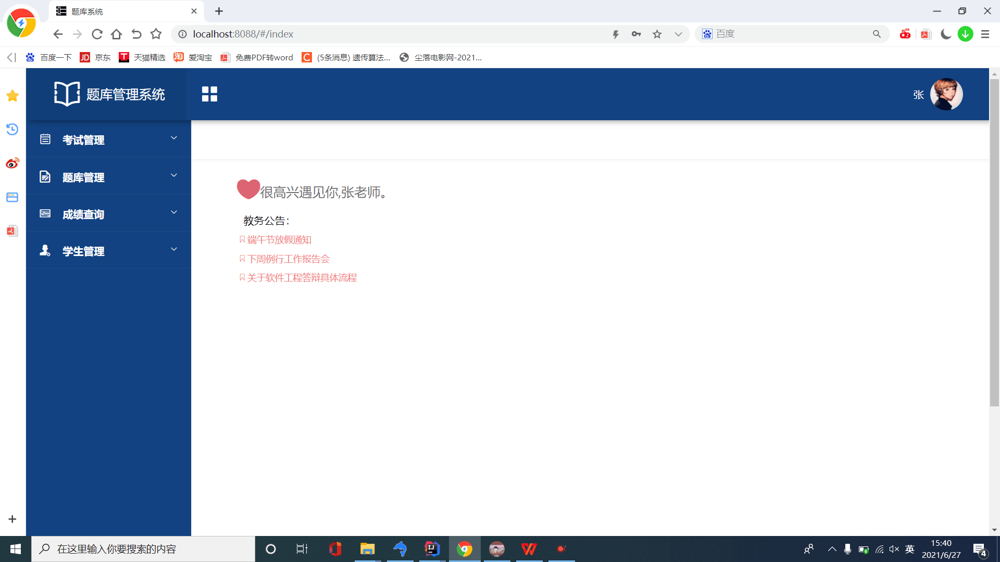 题库系统
localhost:8088/#/index
百度
百度一下
京东
天猫精选
爱淘宝
免费PDF转word
(5条消息) 遗传算法...
尘落电影网-2021...
题库管理系统
张
考试管理
题库管理
成绩查询
学生管理
很高兴遇见你,张老师。
教务公告：
端午节放假通知
下周例行工作报告会
关于软件工程答辩具体流程
在这里输入你要搜索的内容
英
15:40
2021/6/27
4